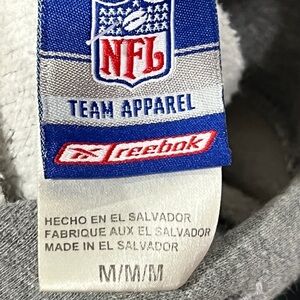 NFL
TEAM APPAREL
Reebok
HECHO EN EL SALVADOR
FABRIQUE AUX EL SALVADOR
MADE IN EL SALVADOR
M/M/M